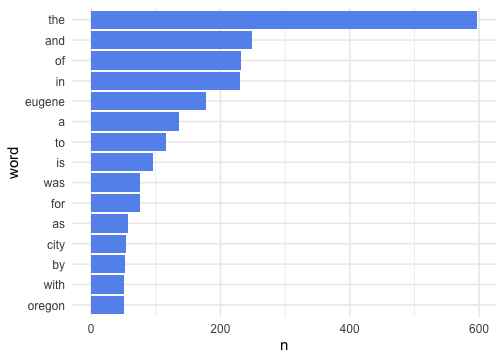 the
and
of
in
eugene
a
to
is
was
for
as
city
by
with
oregon
word
0 200 400 600
n